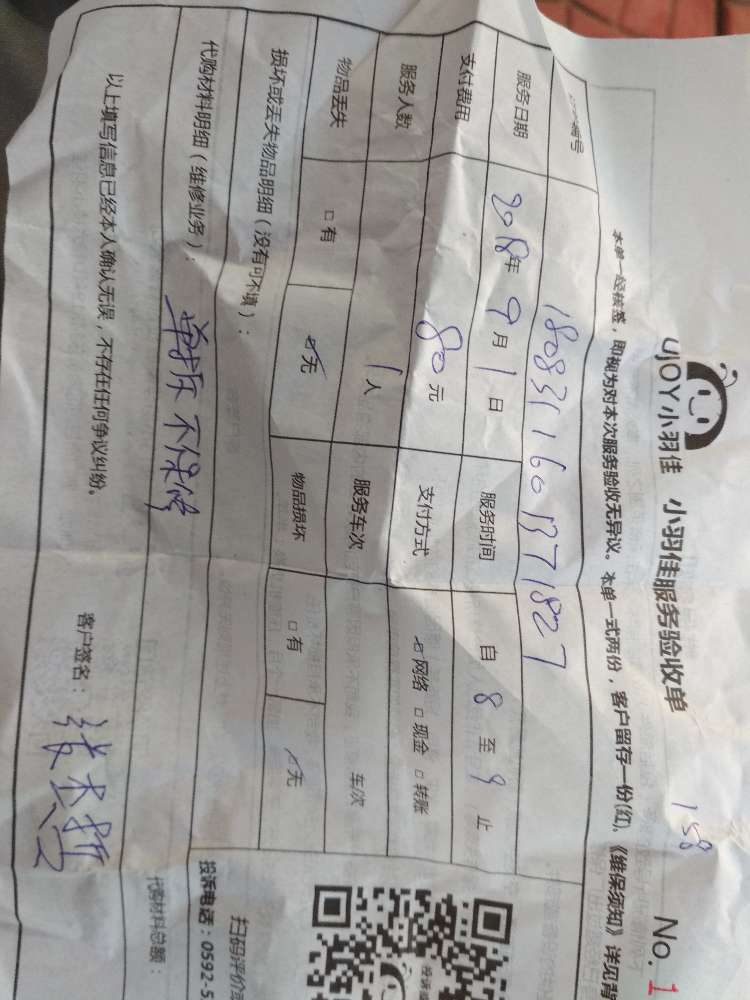 158
No. 1
UJOY小羽佳 小羽佳服务验收单
本单一经核签，即视为对本次服务验收无异议。本单一式两份，客户留存一份(红)，《维保须知》详见背
编号 1808311601371827
服务日期 2018年9月1日 服务时间 自8至9止
支付费用 80元 支付方式 ☑网络 □现金 □转账
服务人数 1人 服务车次 车次
物品丢失 □有 ☑无 物品损坏 □有 ☑无
损坏或丢失物品明细（没有可不填）：
代购材料明细（维修业务）：
不保修
代购材料总额：
以上填写信息已经本人确认无误，不存在任何争议纠纷。
客户签名：
扫码评价或
投诉电话：0592-5